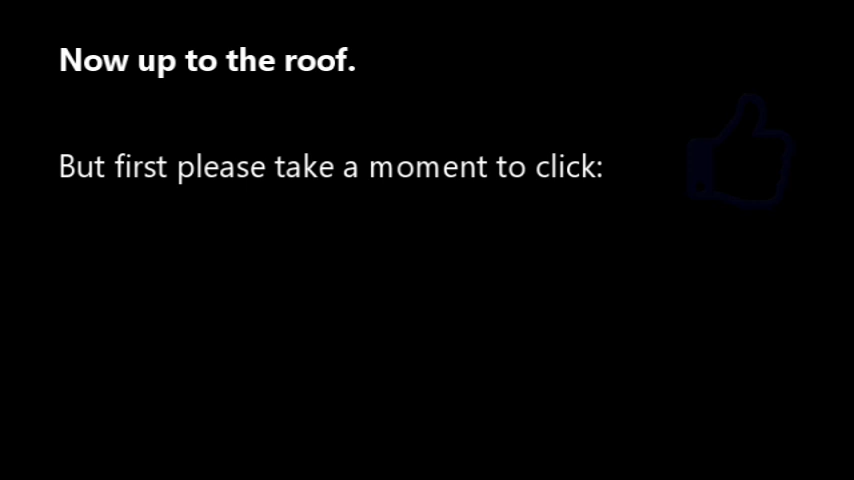 Now up to the roof.
But first please take a moment to click: